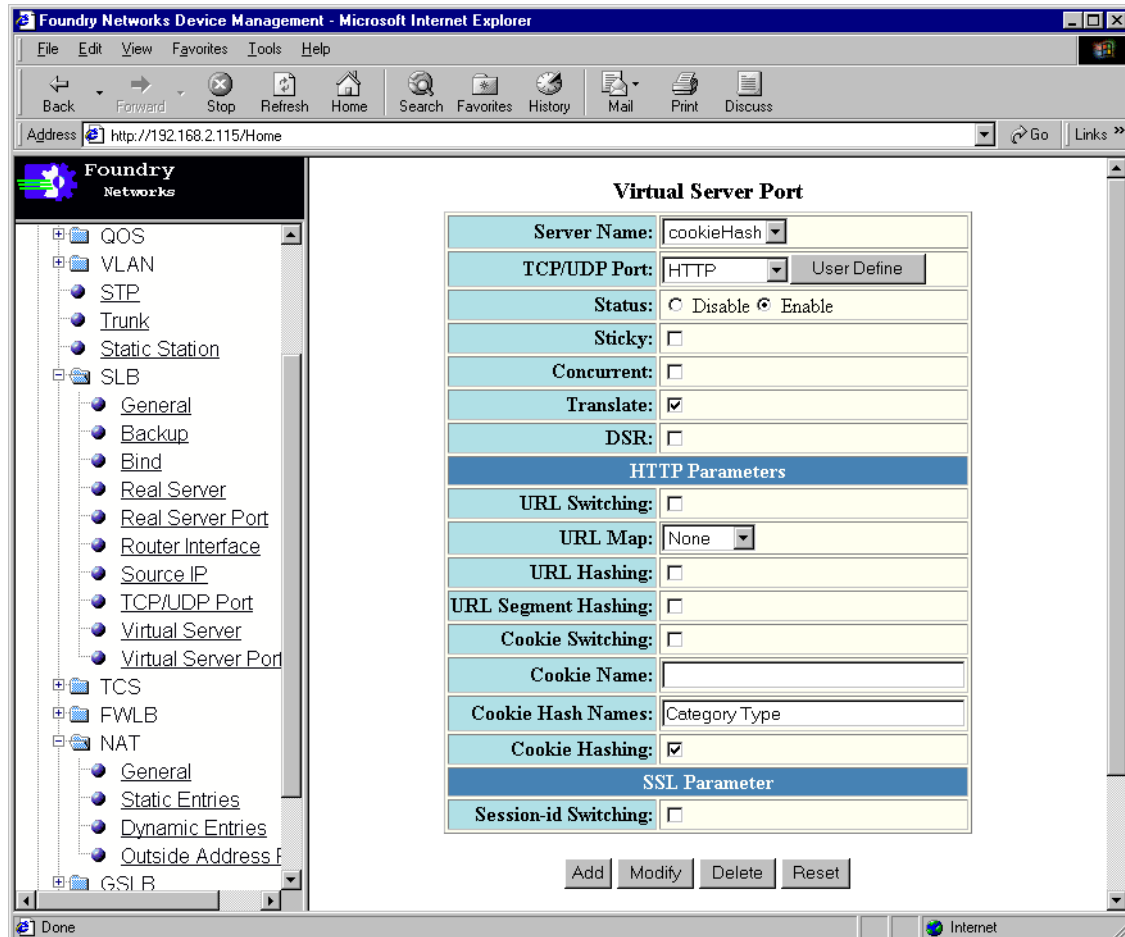 Foundry Networks Device Management - Microsoft Internet Explorer
File Edit View Favorites Tools Help
Back Forward Stop Refresh Home Search Favorites History Mail Print Discuss
Address http://192.168.2.115/Home Go Links »
Foundry
Networks
QOS
VLAN
STP
Trunk
Static Station
SLB
General
Backup
Bind
Real Server
Real Server Port
Router Interface
Source IP
TCP/UDP Port
Virtual Server
Virtual Server Port
TCS
FWLB
NAT
General
Static Entries
Dynamic Entries
Outside Address
GSLB
Virtual Server Port
Server Name: cookieHash
TCP/UDP Port: HTTP User Define
Status: Disable Enable
Sticky:
Concurrent:
Translate:
DSR:
HTTP Parameters
URL Switching:
URL Map: None
URL Hashing:
URL Segment Hashing:
Cookie Switching:
Cookie Name:
Cookie Hash Names: Category Type
Cookie Hashing:
SSL Parameter
Session-id Switching:
Add Modify Delete Reset
Done Internet